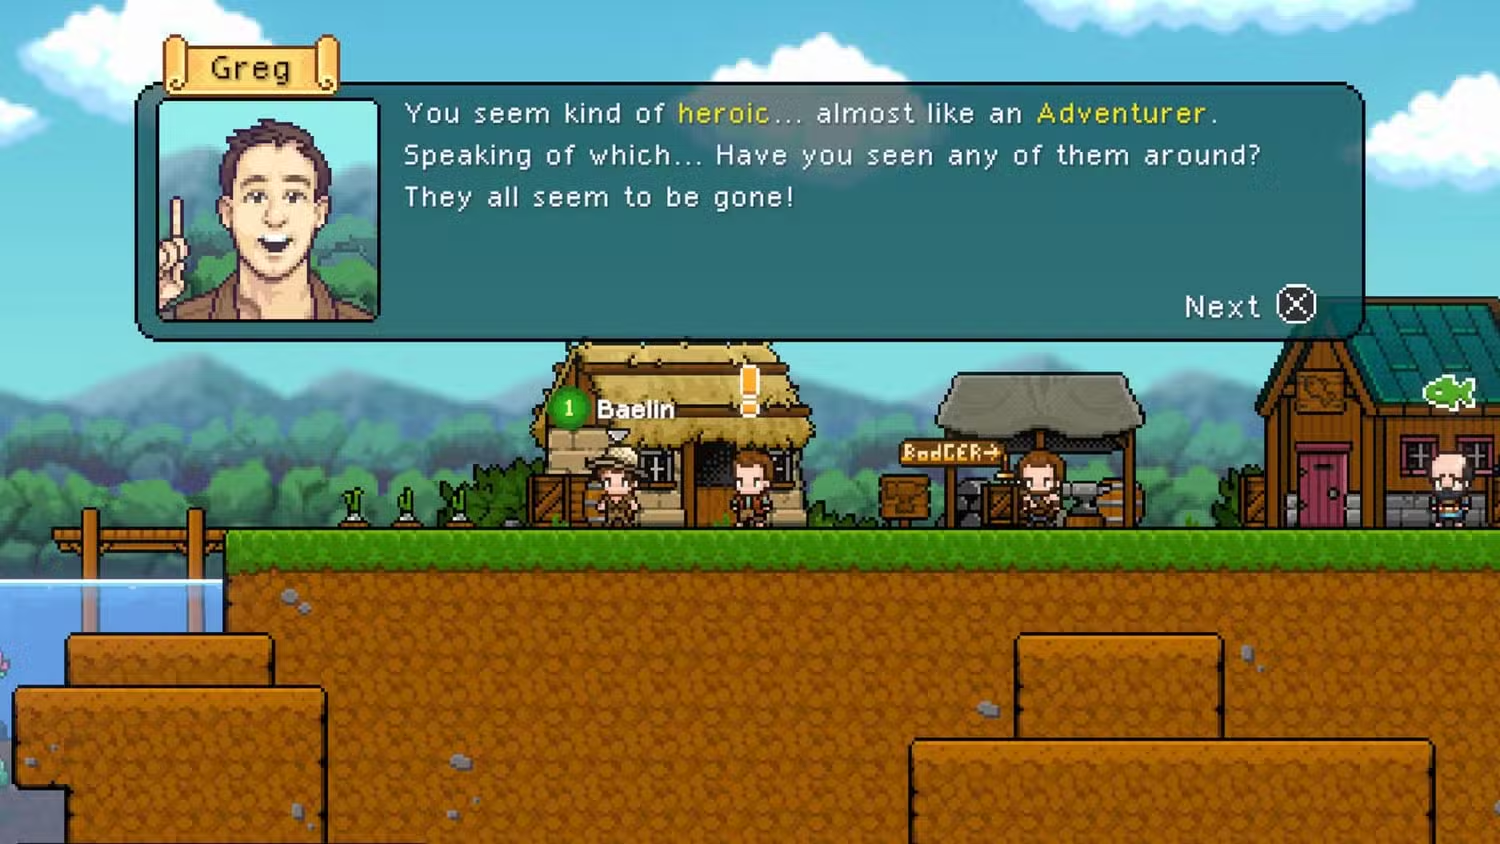 Greg
You seem kind of heroic... almost like an Adventurer.
Speaking of which... Have you seen any of them around?
They all seem to be gone!
Next
1 Baelin
BodGER→